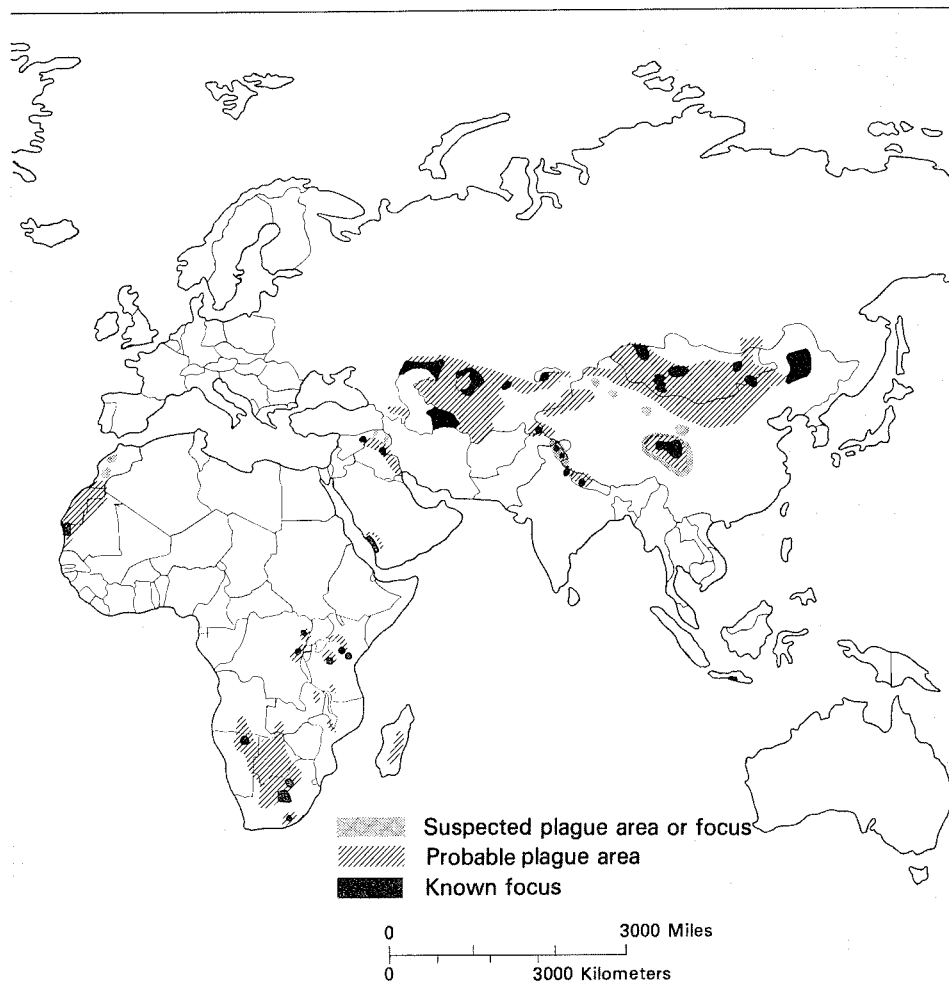 Suspected plague area or focus
Probable plague area
Known focus
0 3000 Miles
0 3000 Kilometers